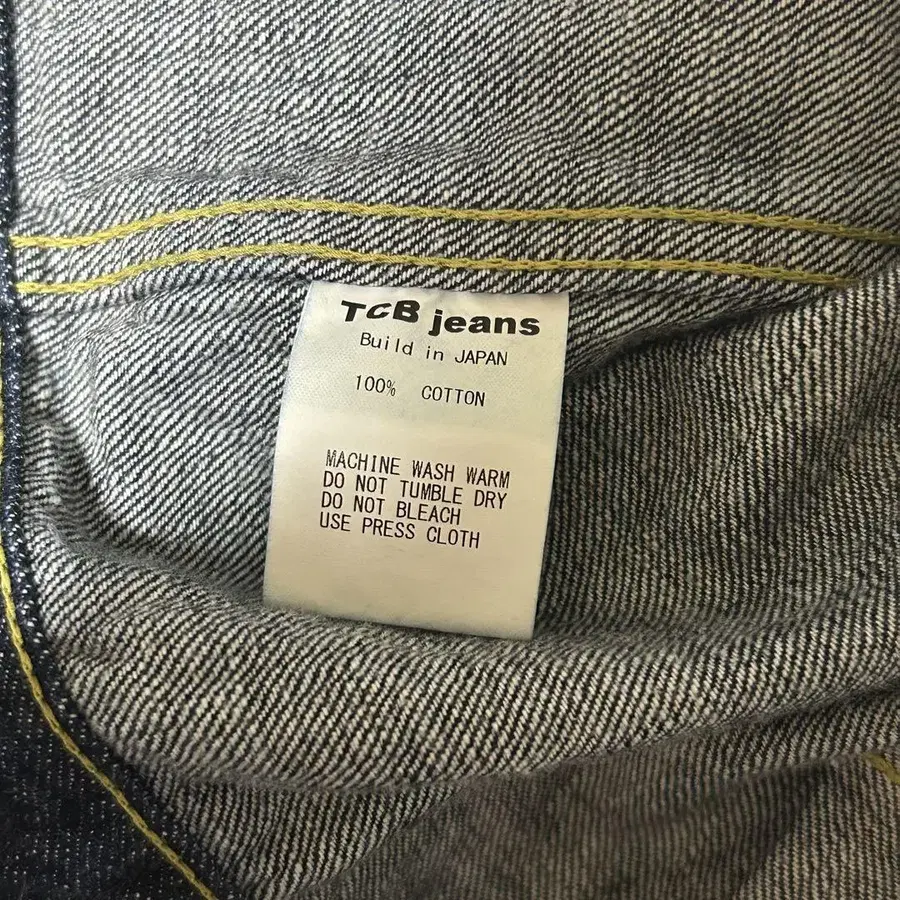 TCB jeans
Build in JAPAN
100% COTTON
MACHINE WASH WARM
DO NOT TUMBLE DRY
DO NOT BLEACH
USE PRESS CLOTH